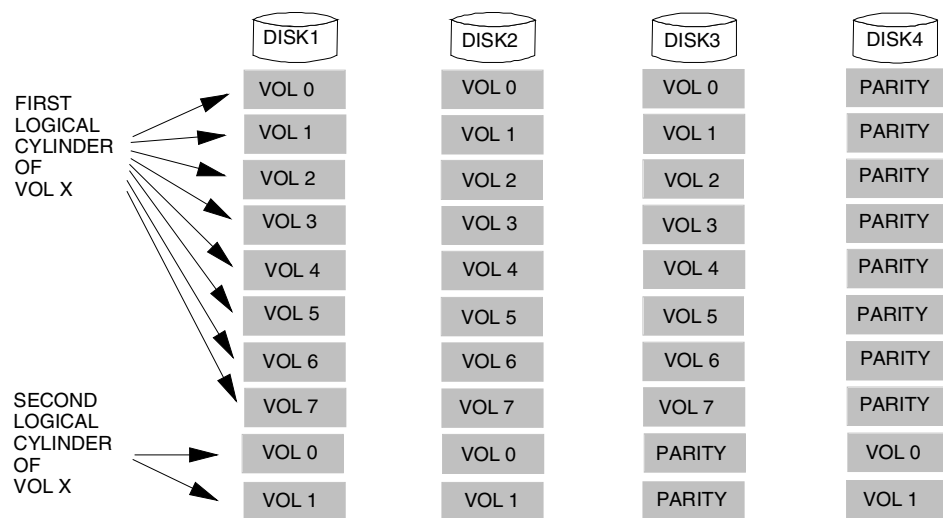 DISK1 DISK2 DISK3 DISK4
VOL 0 VOL 0 VOL 0 PARITY
FIRST
LOGICAL
CYLINDER
OF
VOL X
VOL 1 VOL 1 VOL 1 PARITY
VOL 2 VOL 2 VOL 2 PARITY
VOL 3 VOL 3 VOL 3 PARITY
VOL 4 VOL 4 VOL 4 PARITY
VOL 5 VOL 5 VOL 5 PARITY
VOL 6 VOL 6 VOL 6 PARITY
VOL 7 VOL 7 VOL 7 PARITY
SECOND
LOGICAL
CYLINDER
OF
VOL X
VOL 0 VOL 0 PARITY VOL 0
VOL 1 VOL 1 PARITY VOL 1